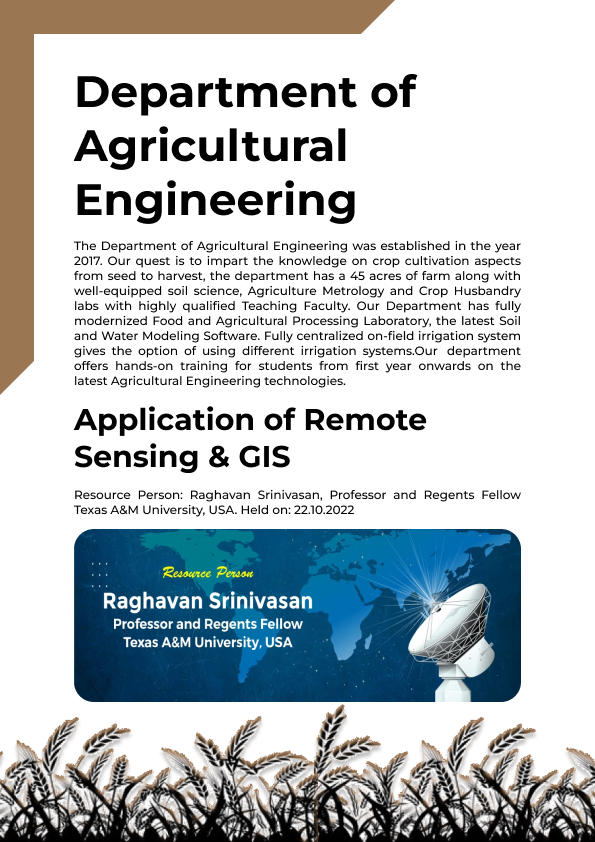 Department of
Agricultural
Engineering
The Department of Agricultural Engineering was established in the year
2017. Our quest is to impart the knowledge on crop cultivation aspects
from seed to harvest, the department has a 45 acres of farm along with
well-equipped soil science, Agriculture Metrology and Crop Husbandry
labs with highly qualified Teaching Faculty. Our Department has fully
modernized Food and Agricultural Processing Laboratory, the latest Soil
and Water Modeling Software. Fully centralized on-field irrigation system
gives the option of using different irrigation systems.Our department
offers hands-on training for students from first year onwards on the
latest Agricultural Engineering technologies.
Application of Remote
Sensing & GIS
Resource Person: Raghavan Srinivasan, Professor and Regents Fellow
Texas A&M University, USA. Held on: 22.10.2022
Resource Person
Raghavan Srinivasan
Professor and Regents Fellow
Texas A&M University, USA